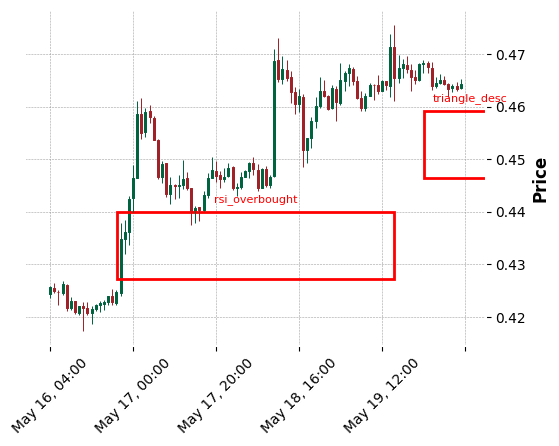 0.47
triangle_desc
0.46
0.45
rsi_overbought
0.44
0.43
0.42
Price
May 16, 04:00
May 17, 00:00
May 17, 20:00
May 18, 16:00
May 19, 12:00